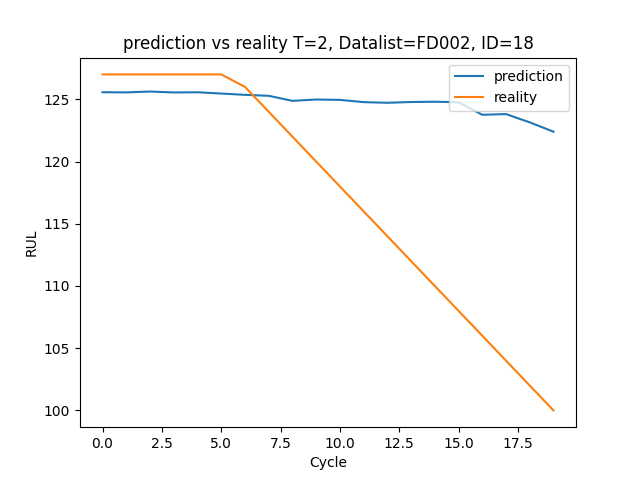 prediction vs reality T=2, Datalist=FD002, ID=18
prediction
reality
RUL
125
120
115
110
105
100
0.0 2.5 5.0 7.5 10.0 12.5 15.0 17.5
Cycle